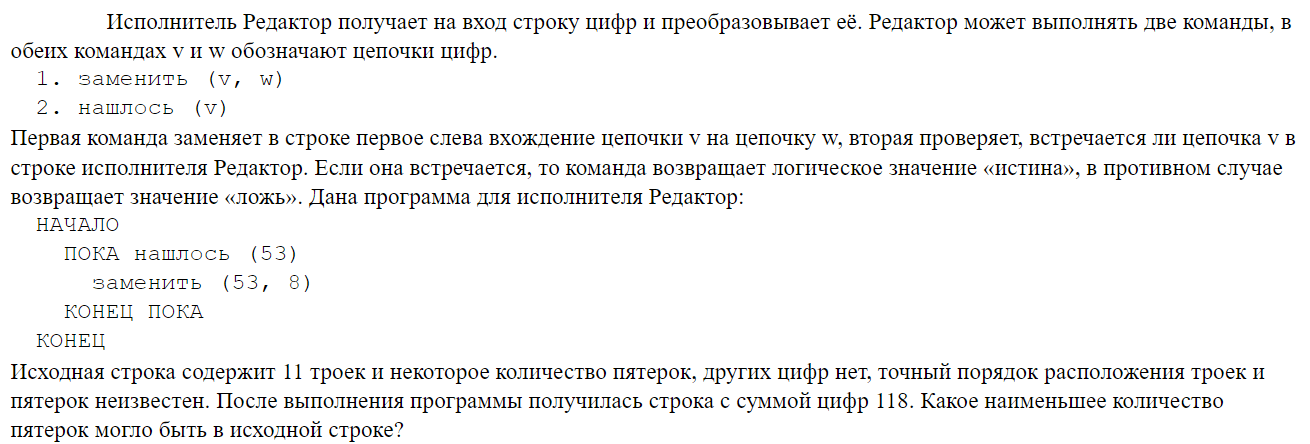 Исполнитель Редактор получает на вход строку цифр и преобразовывает её. Редактор может выполнять две команды, в
обеих командах v и w обозначают цепочки цифр.
1. заменить (v, w)
2. нашлось (v)
Первая команда заменяет в строке первое слева вхождение цепочки v на цепочку w, вторая проверяет, встречается ли цепочка v в
строке исполнителя Редактор. Если она встречается, то команда возвращает логическое значение «истина», в противном случае
возвращает значение «ложь». Дана программа для исполнителя Редактор:
НАЧАЛО
ПОКА нашлось (53)
заменить (53, 8)
КОНЕЦ ПОКА
КОНЕЦ
Исходная строка содержит 11 троек и некоторое количество пятерок, других цифр нет, точный порядок расположения троек и
пятерок неизвестен. После выполнения программы получилась строка с суммой цифр 118. Какое наименьшее количество
пятерок могло быть в исходной строке?